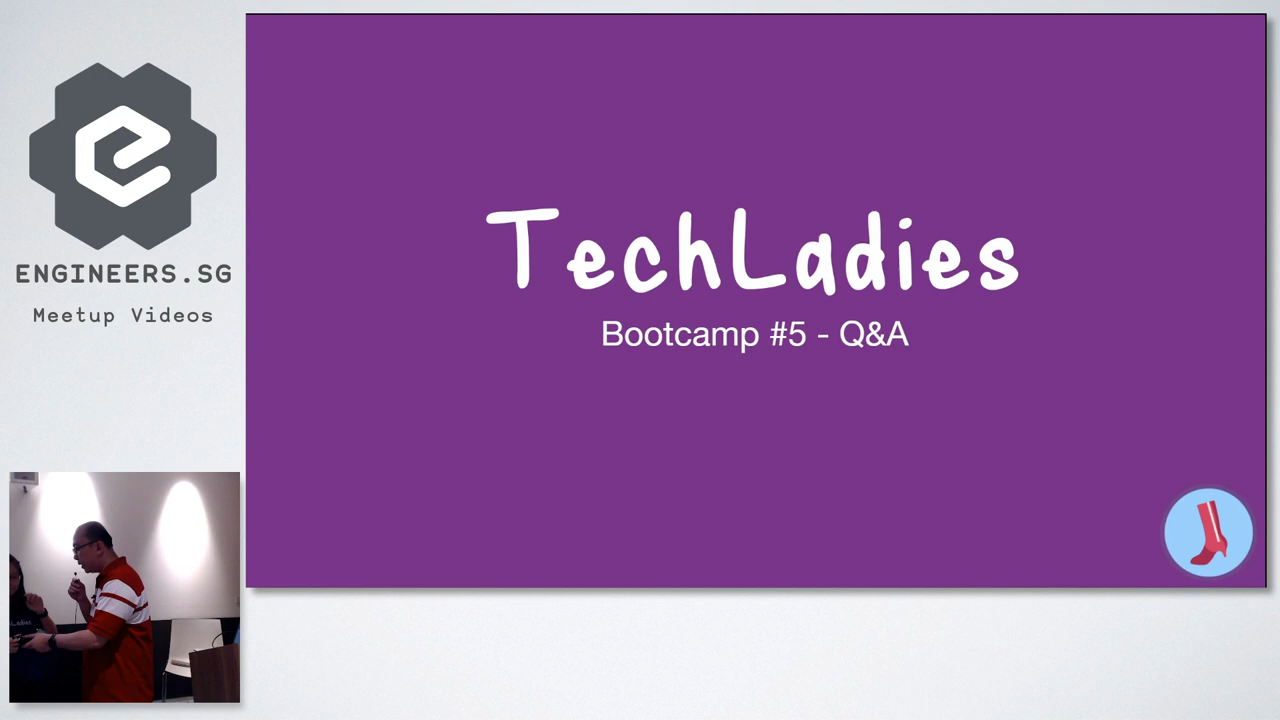 ENGINEERS.SG
Meetup Videos
TechLadies
Bootcamp #5 - Q&A